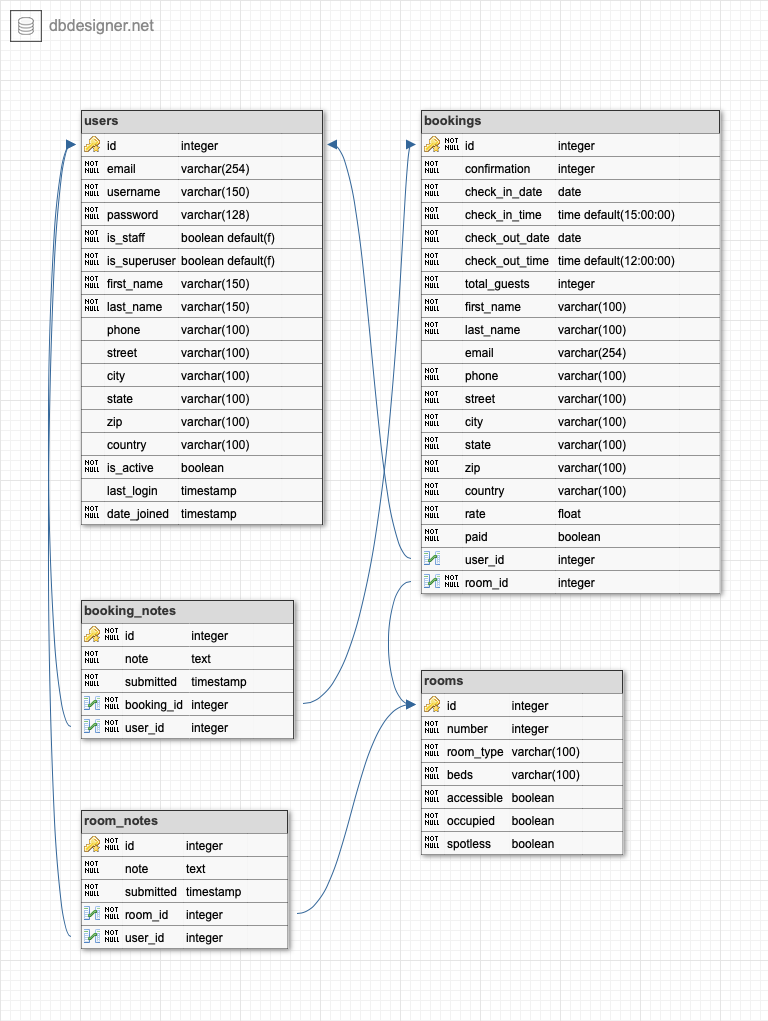 dbdesigner.net
users
id integer
NOT NULL email varchar(254)
NOT NULL username varchar(150)
NOT NULL password varchar(128)
NOT NULL is_staff boolean default(f)
NOT NULL is_superuser boolean default(f)
NOT NULL first_name varchar(150)
NOT NULL last_name varchar(150)
phone varchar(100)
street varchar(100)
city varchar(100)
state varchar(100)
zip varchar(100)
country varchar(100)
NOT NULL is_active boolean
last_login timestamp
NOT NULL date_joined timestamp
bookings
NOT NULL id integer
NOT NULL confirmation integer
NOT NULL check_in_date date
NOT NULL check_in_time time default(15:00:00)
NOT NULL check_out_date date
NOT NULL check_out_time time default(12:00:00)
NOT NULL total_guests integer
NOT NULL first_name varchar(100)
NOT NULL last_name varchar(100)
email varchar(254)
NOT NULL phone varchar(100)
NOT NULL street varchar(100)
NOT NULL city varchar(100)
NOT NULL state varchar(100)
NOT NULL zip varchar(100)
NOT NULL country varchar(100)
NOT NULL rate float
NOT NULL paid boolean
user_id integer
NOT NULL room_id integer
booking_notes
NOT NULL id integer
NOT NULL note text
NOT NULL submitted timestamp
NOT NULL booking_id integer
NOT NULL user_id integer
rooms
id integer
NOT NULL number integer
NOT NULL room_type varchar(100)
NOT NULL beds varchar(100)
NOT NULL accessible boolean
NOT NULL occupied boolean
NOT NULL spotless boolean
room_notes
NOT NULL id integer
NOT NULL note text
NOT NULL submitted timestamp
NOT NULL room_id integer
NOT NULL user_id integer